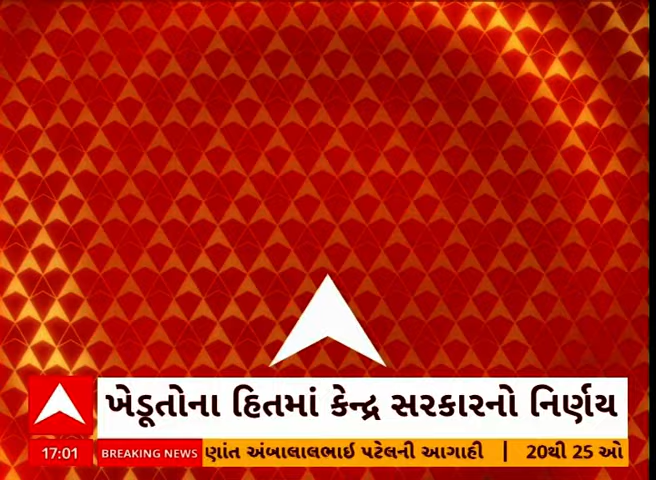 ખેડૂતોના હિતમાં કેન્દ્ર સરકારનો નિર્ણય
17:01 BREAKING NEWS ણાંત અંબાલાલભાઇ પટેલની આગાહી | 20થી 25 ઓ